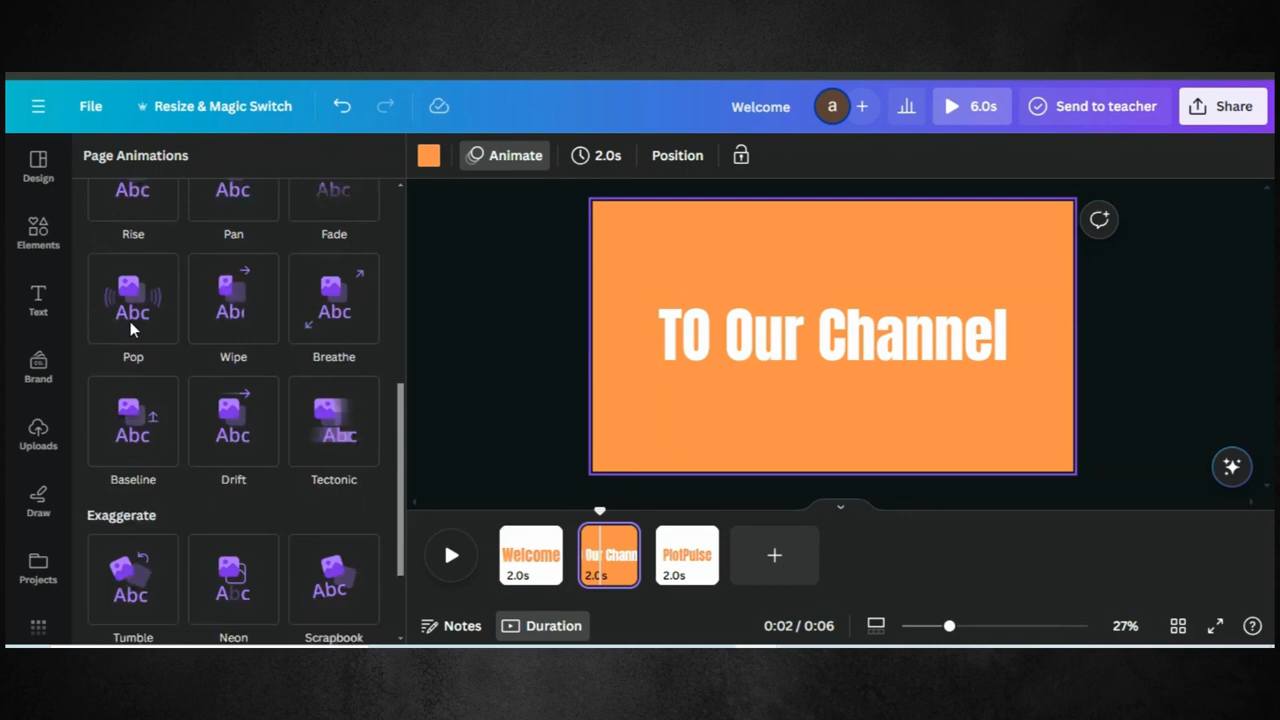 File
Resize & Magic Switch
Welcome
a
+
6.0s
Send to teacher
Share
Page Animations
Animate
2.0s
Position
Design
Elements
Text
Brand
Uploads
Draw
Projects
Abc
Abc
Abc
Rise
Pan
Fade
Abc
Abc
Abc
Pop
Wipe
Breathe
Abc
Abc
Abc
Baseline
Drift
Tectonic
Exaggerate
Abc
Abc
Abc
Tumble
Neon
Scrapbook
TO Our Channel
Welcome
2.0s
Our Chann
2.0s
PlotPulse
2.0s
+
Notes
Duration
0:02 / 0:06
27%
?